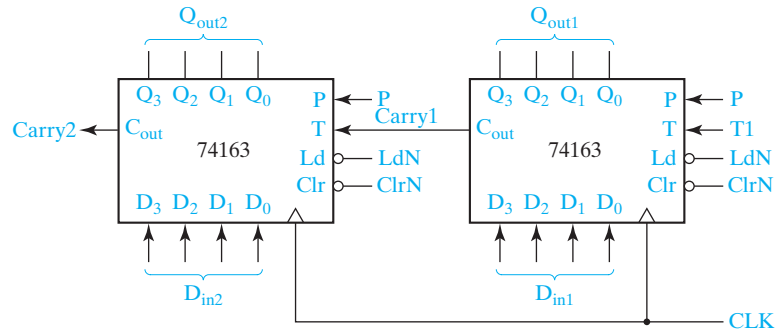 Qout2 Qout1
Q3 Q2 Q1 Q0 P P Q3 Q2 Q1 Q0 P P
Carry2 Cout T Carry1 Cout T T1
74163 Ld LdN 74163 Ld LdN
Clr ClrN Clr ClrN
D3 D2 D1 D0 D3 D2 D1 D0
Din2 Din1
CLK